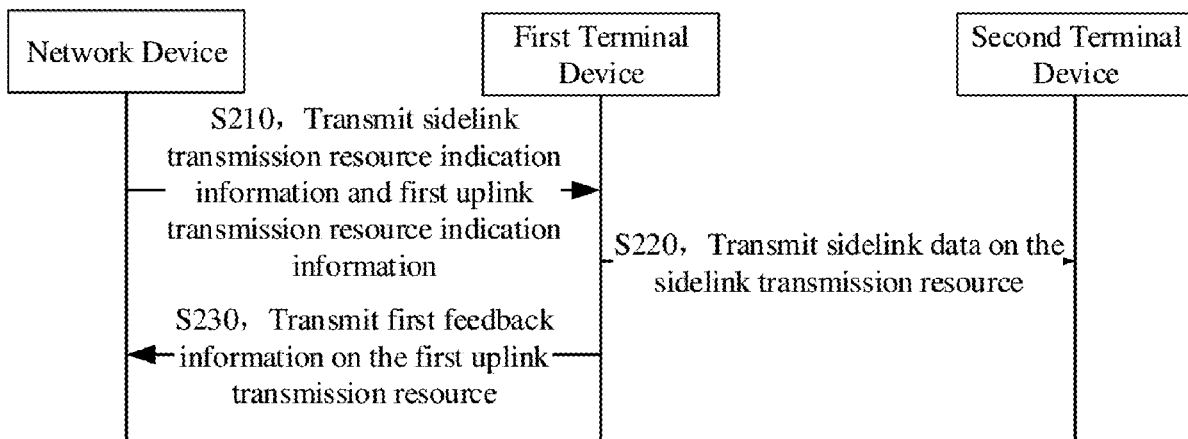 Network Device
First Terminal
Device
Second Terminal
Device
S210，Transmit sidelink
transmission resource indication
information and first uplink
transmission resource indication
information
S220，Transmit sidelink data on the
sidelink transmission resource
S230，Transmit first feedback
information on the first uplink
transmission resource